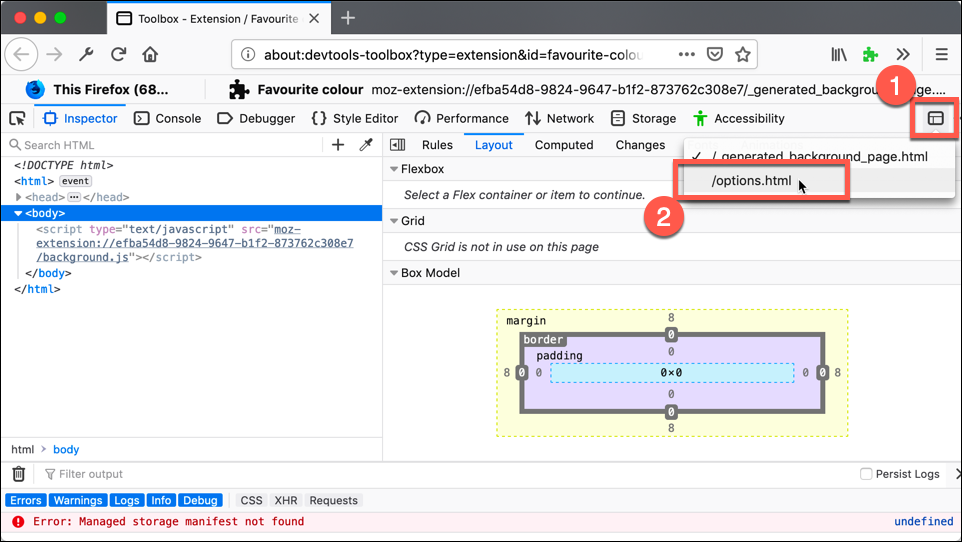 Toolbox - Extension / Favourite
about:devtools-toolbox?type=extension&id=favourite-colou
This Firefox (68...
Favourite colour moz-extension://efba54d8-9824-9647-b1f2-873762c308e7/_generated_background_page....
1
Inspector Console Debugger Style Editor Performance Network Storage Accessibility
Search HTML
Rules Layout Computed Changes
✓ /_generated_background_page.html
/options.html
2
<!DOCTYPE html>
<html> event
<head> ••• </head>
<body>
<script type="text/javascript" src="moz-
extension://efba54d8-9824-9647-b1f2-873762c308e7
/background.js"></script>
</body>
</html>
Flexbox
Select a Flex container or item to continue.
Grid
CSS Grid is not in use on this page
Box Model
margin 8
border 0
padding 0
8 0 0 0×0 0 0 8
0
0
8
html > body
Filter output Persist Logs
Errors Warnings Logs Info Debug CSS XHR Requests
Error: Managed storage manifest not found undefined